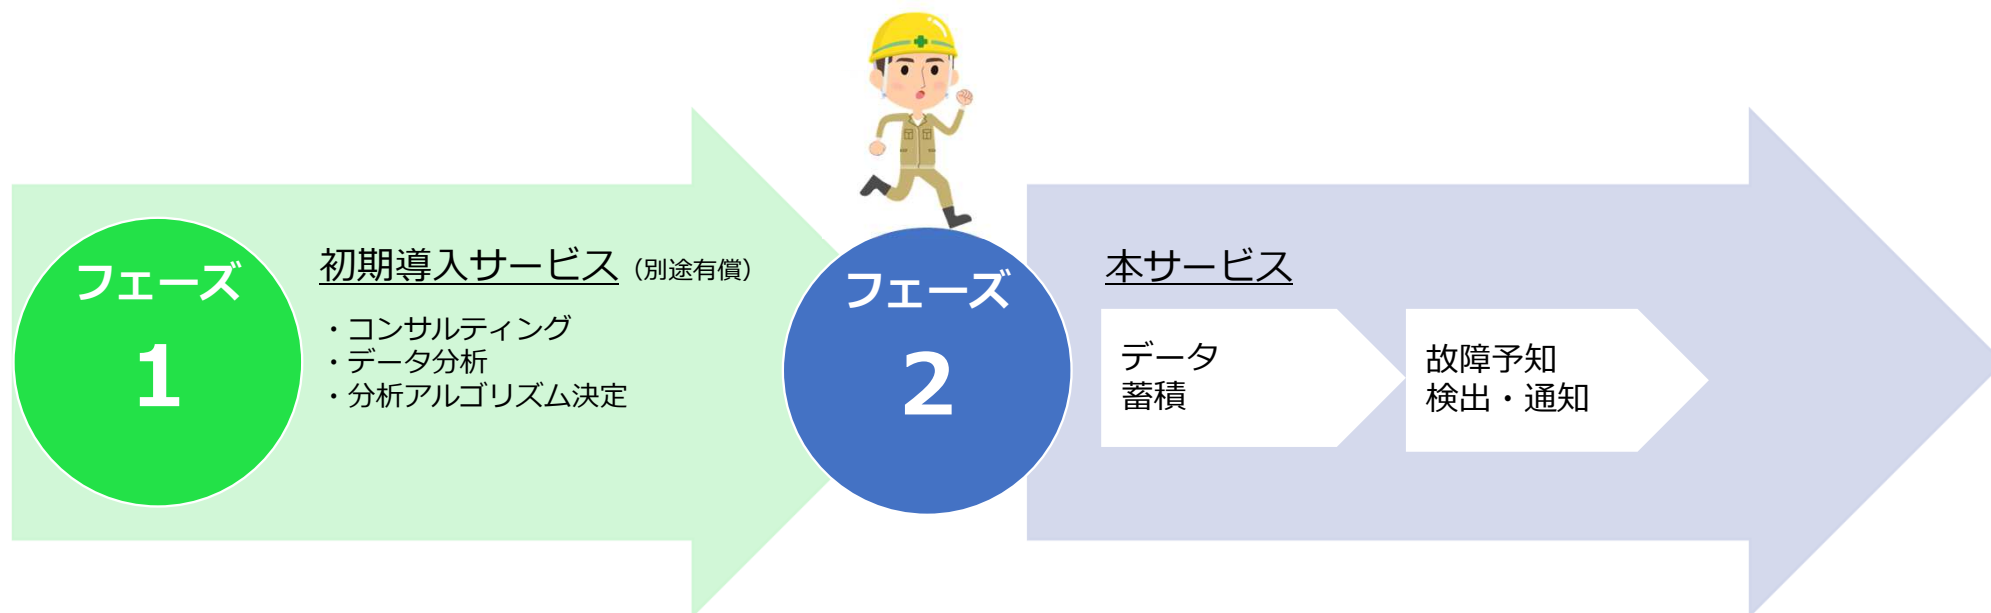 フェーズ
1
初期導入サービス（別途有償）
・コンサルティング
・データ分析
・分析アルゴリズム決定
フェーズ
2
本サービス
データ
蓄積
故障予知
検出・通知